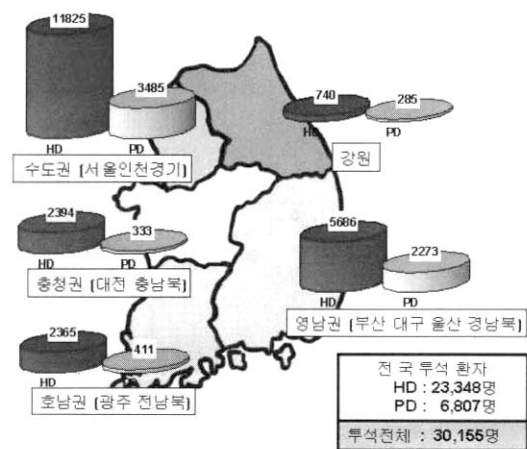 11825
3485
HD
PD
수도권 [서울인천경기]
740
285
HD
PD
강원
2394
333
HD
PD
충청권 [대전 충남북]
5686
2273
HD
PD
영남권 [부산 대구 울산 경남북]
2365
411
HD
호남권 [광주 전남북]
전 국 투석 환자
HD : 23,348명
PD : 6,807명
투석전체 : 30,155명